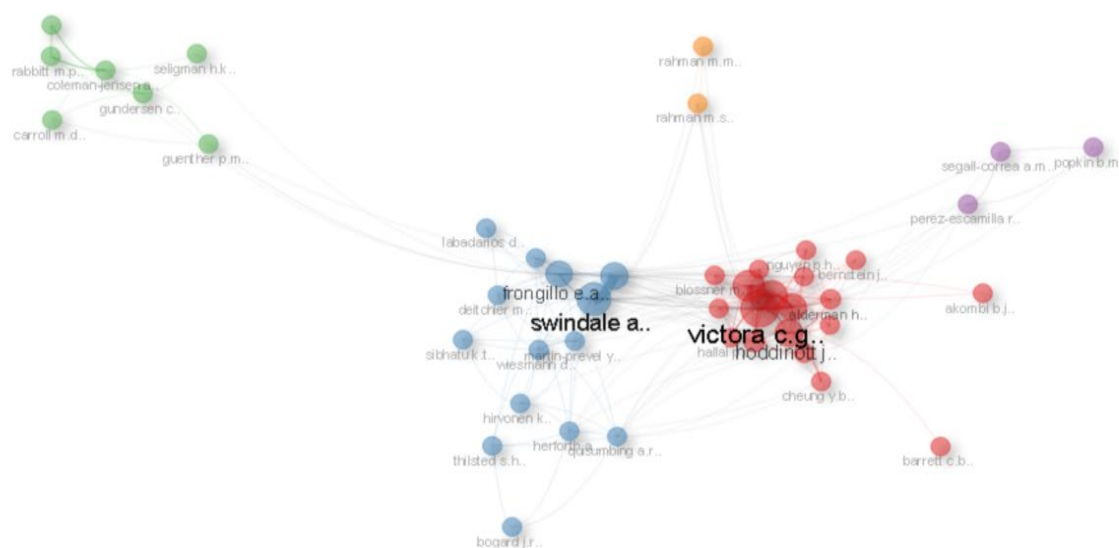 rahman m.m..
rabbitt m.p..
seligman h.k..
coleman-jensen a..
gundersen c..
rahman m.s..
carroll m.d..
guenther p.m..
segall-correa a.m..
popkin b.m..
perez-escamilla r..
labadarios d..
nguyen p.h..
bernstein j..
blossner m..
frongillo e.a..
deitchler m..
akombi b.j..
alderman h..
swindale a..
victora c.g..
hoddinott j..
sibhatu k.t..
martin-prevel y..
wiesmann d..
cheung y.b..
hirvonen k..
herforth a..
quisumbing a.r..
thilsted s.h..
barrett c.b..
bogard j.r..